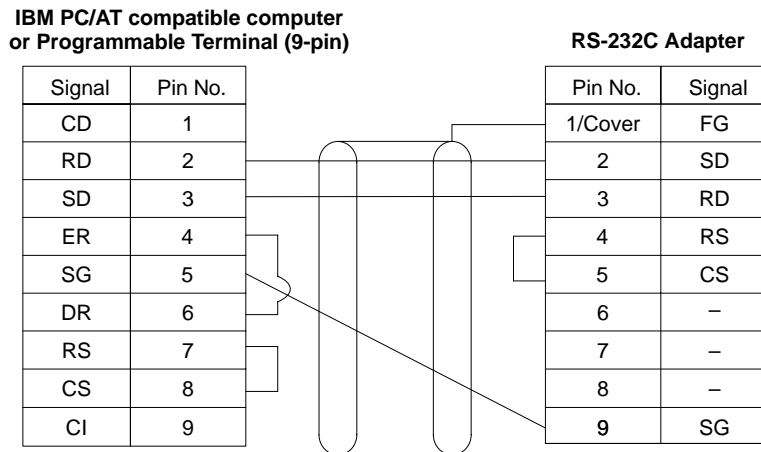 IBM PC/AT compatible computer
or Programmable Terminal (9-pin)
RS-232C Adapter
Signal Pin No.
CD 1
RD 2
SD 3
ER 4
SG 5
DR 6
RS 7
CS 8
CI 9
Pin No. Signal
1/Cover FG
2 SD
3 RD
4 RS
5 CS
6 –
7 –
8 –
9 SG